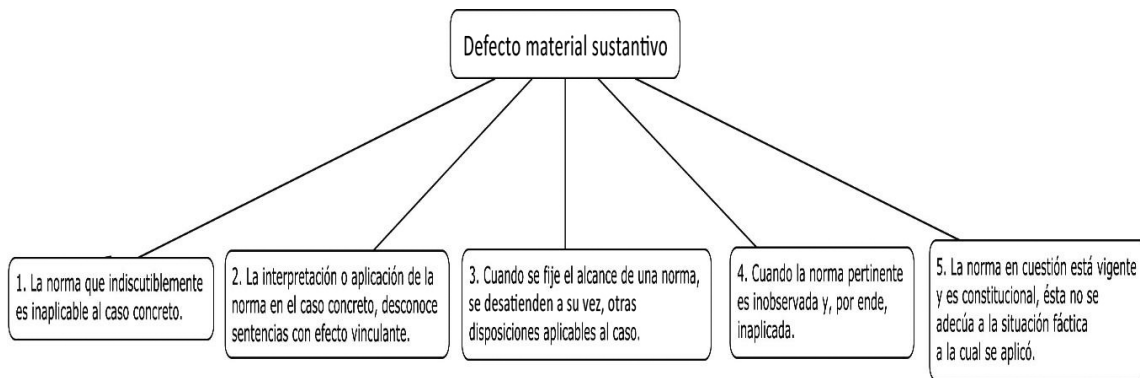 Defecto material sustantivo
1. La norma que indiscutiblemente
es inaplicable al caso concreto.
2. La interpretación o aplicación de la
norma en el caso concreto, desconoce
sentencias con efecto vinculante.
3. Cuando se fije el alcance de una norma,
se desatienden a su vez, otras
disposiciones aplicables al caso.
4. Cuando la norma pertinente
es inobservada y, por ende,
inaplicada.
5. La norma en cuestión está vigente
y es constitucional, ésta no se
adecúa a la situación fáctica
a la cual se aplicó.